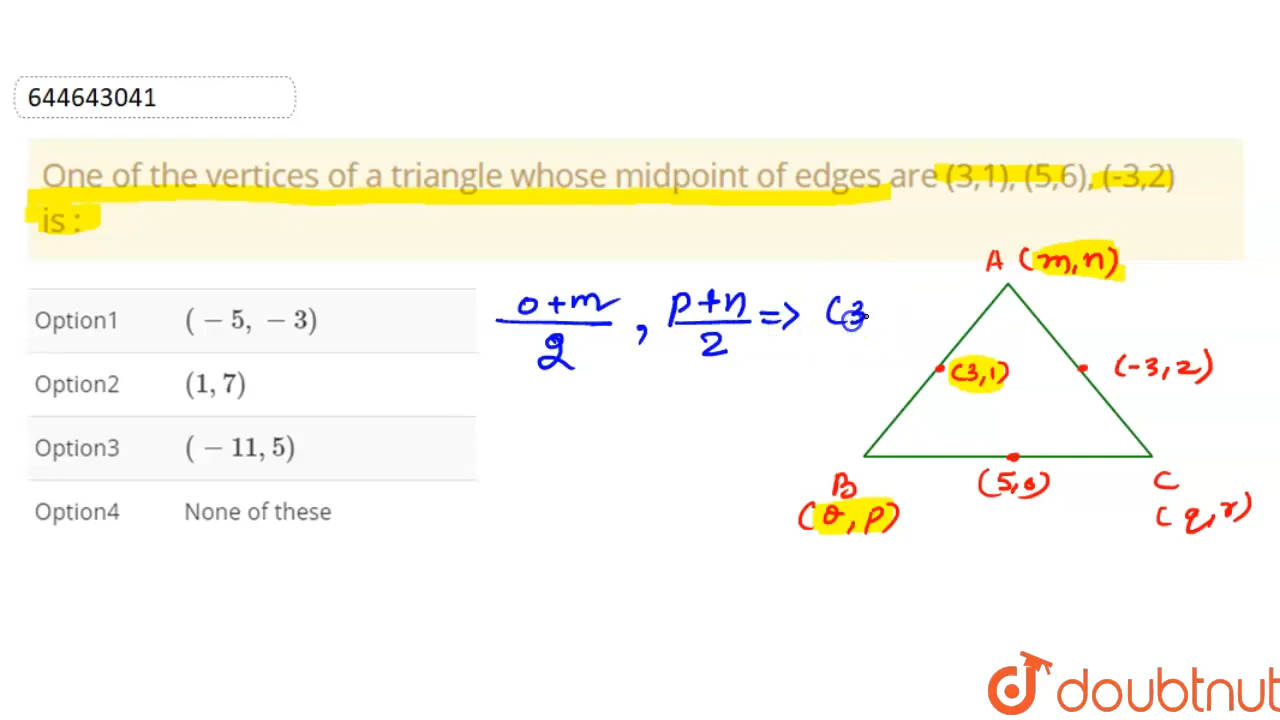 644643041
One of the vertices of a triangle whose midpoint of edges are (3,1), (5,6), (-3,2)
is :
Option1 (−5, −3)
Option2 (1, 7)
Option3 (−11, 5)
Option4 None of these
o+m/2 , p+n/2 => (3
A (m,n)
(3,1)
(-3,2)
B
(5,6)
C
(o,p)
(q,r)
doubtnut